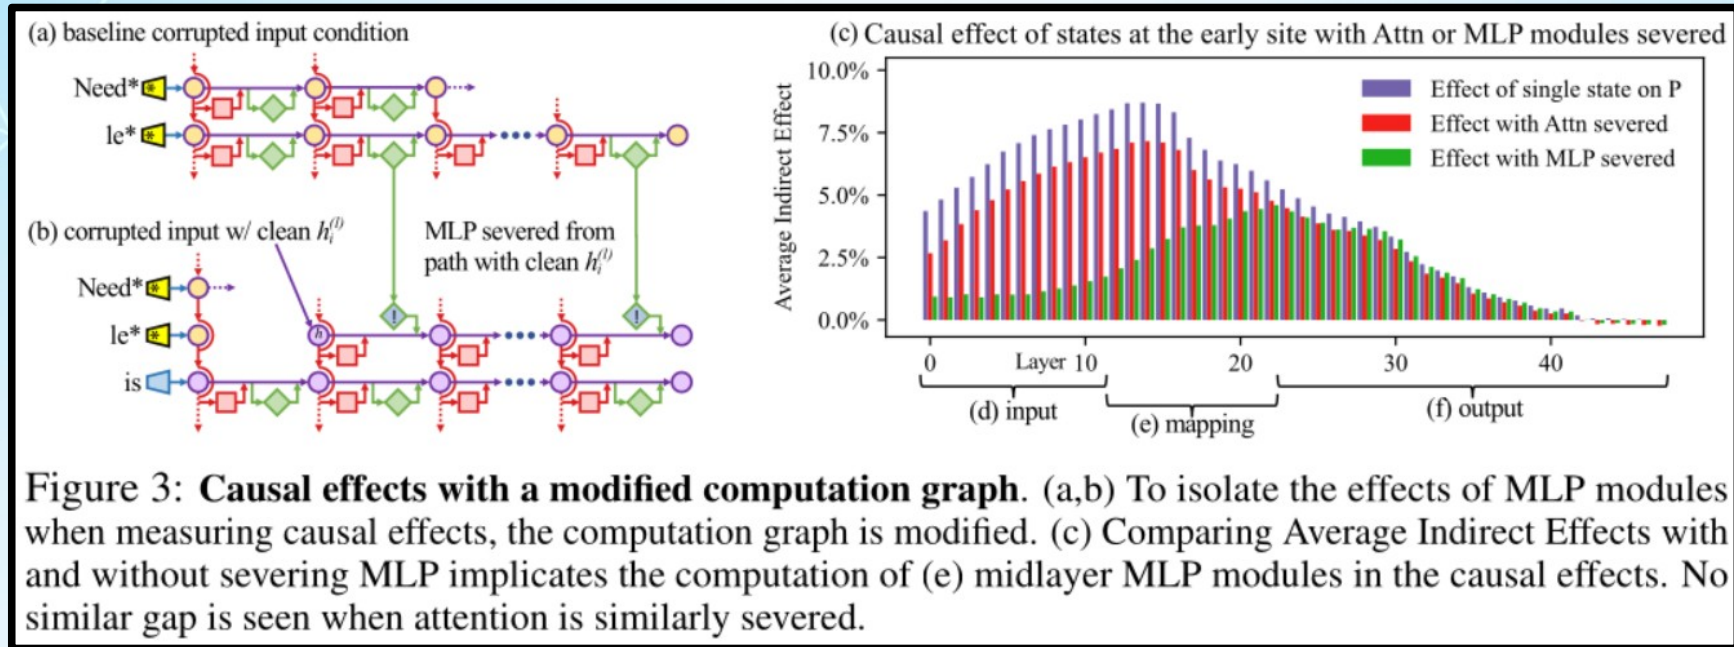 (a) baseline corrupted input condition
Need*
*
le*
*
(b) corrupted input w/ clean h_i^(l)
MLP severed from
path with clean h_i^(l)
Need*
*
le*
*
h
!
!
is
(c) Causal effect of states at the early site with Attn or MLP modules severed
Average Indirect Effect
10.0%
7.5%
5.0%
2.5%
0.0%
Effect of single state on P
Effect with Attn severed
Effect with MLP severed
0 Layer 10 20 30 40
(d) input
(e) mapping
(f) output
Figure 3: Causal effects with a modified computation graph. (a,b) To isolate the effects of MLP modules
when measuring causal effects, the computation graph is modified. (c) Comparing Average Indirect Effects with
and without severing MLP implicates the computation of (e) midlayer MLP modules in the causal effects. No
similar gap is seen when attention is similarly severed.